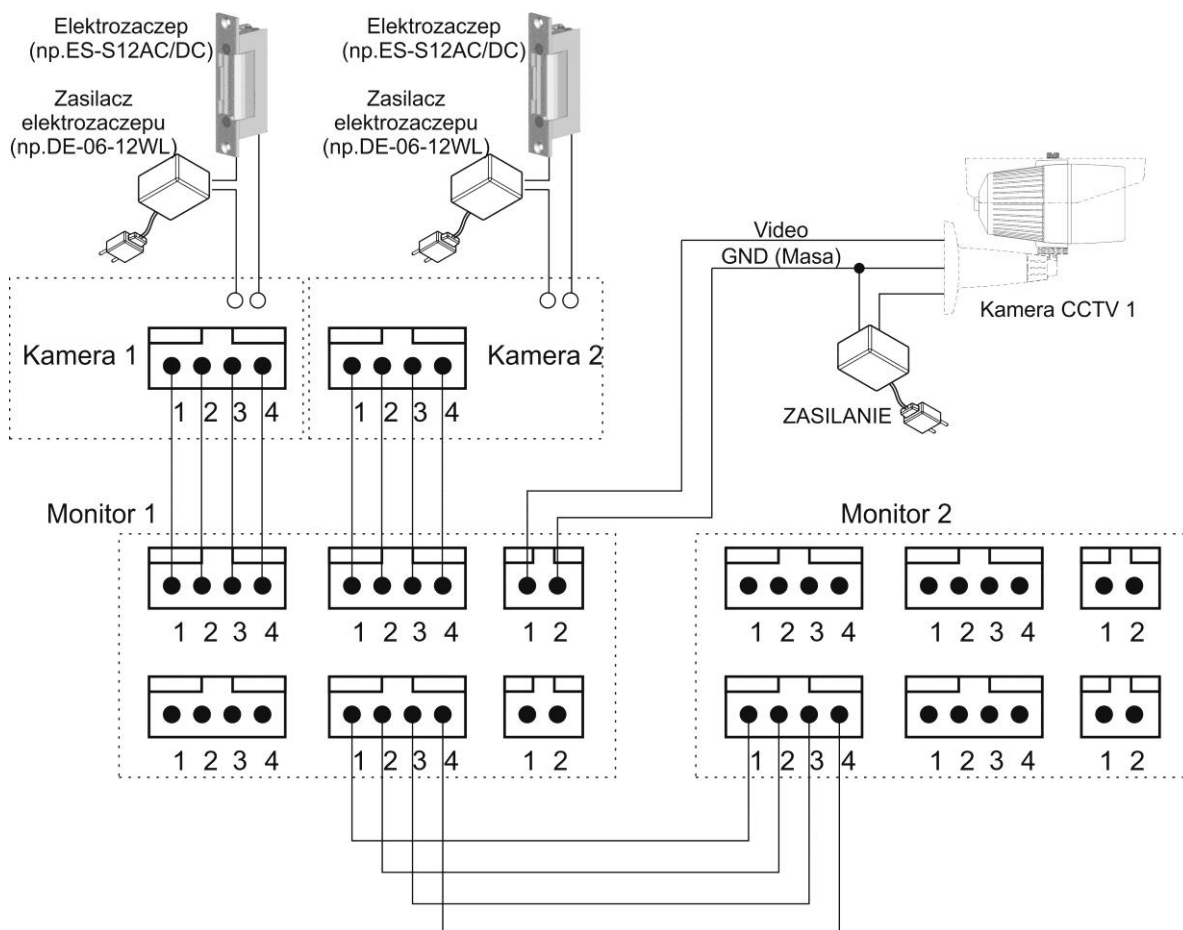 Elektrozaczep
(np.ES-S12AC/DC)
Zasilacz
elektrozaczepu
(np.DE-06-12WL)
Elektrozaczep
(np.ES-S12AC/DC)
Zasilacz
elektrozaczepu
(np.DE-06-12WL)
Video
GND (Masa)
Kamera CCTV 1
ZASILANIE
Kamera 1
1 2 3 4
Kamera 2
1 2 3 4
Monitor 1
1 2 3 4
1 2 3 4
1 2
1 2 3 4
1 2 3 4
1 2
Monitor 2
1 2 3 4
1 2 3 4
1 2
1 2 3 4
1 2 3 4
1 2